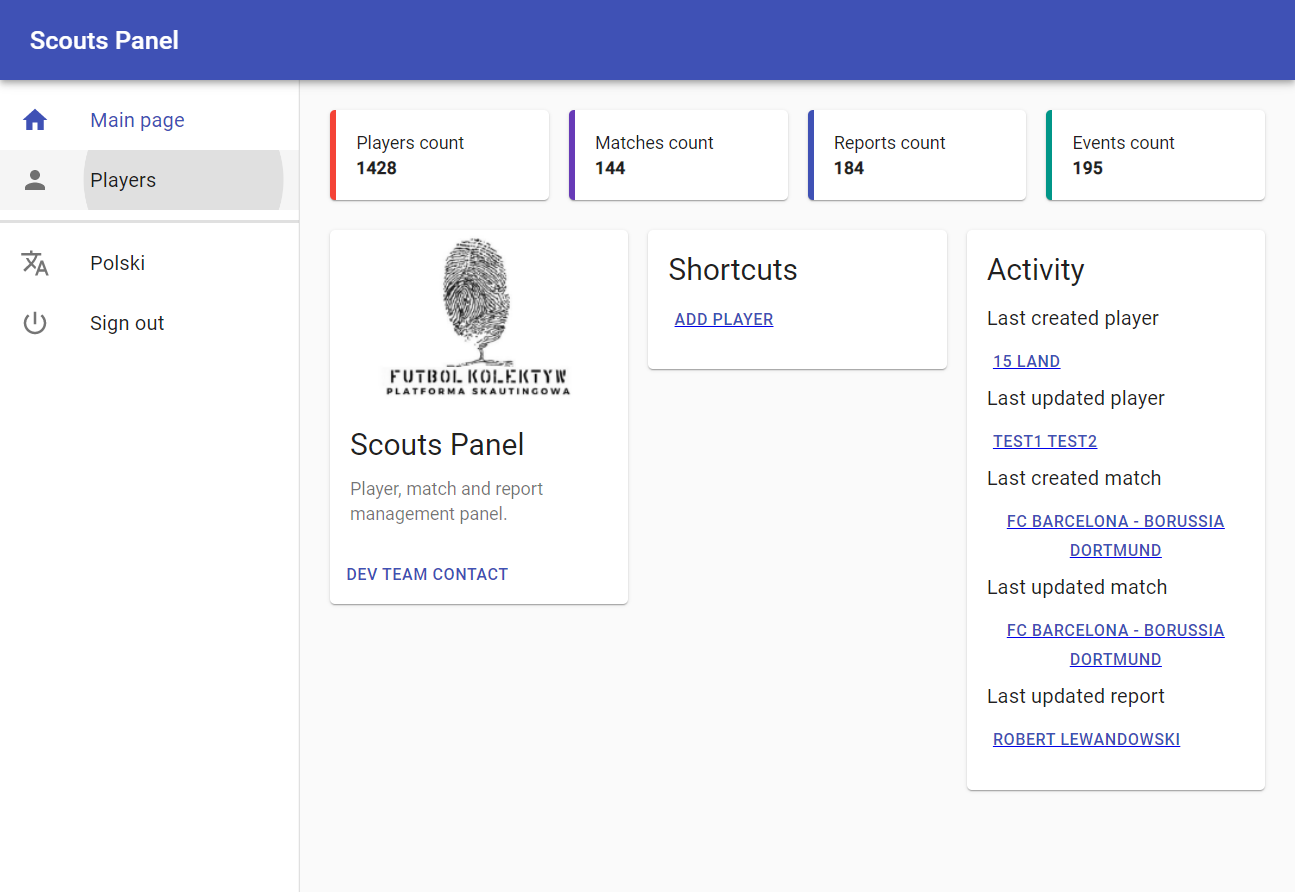 Scouts Panel
Main page
Players
Polski
Sign out
Players count
1428
Matches count
144
Reports count
184
Events count
195
FUTBOL KOLEKTYW
PLATFORMA SKAUTINGOWA
Scouts Panel
Player, match and report
management panel.
DEV TEAM CONTACT
Shortcuts
ADD PLAYER
Activity
Last created player
15 LAND
Last updated player
TEST1 TEST2
Last created match
FC BARCELONA - BORUSSIA
DORTMUND
Last updated match
FC BARCELONA - BORUSSIA
DORTMUND
Last updated report
ROBERT LEWANDOWSKI